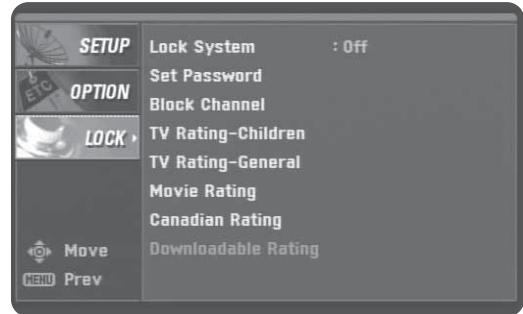 SETUP
ETC OPTION
LOCK
Move
MENU Prev
Lock System : Off
Set Password
Block Channel
TV Rating-Children
TV Rating-General
Movie Rating
Canadian Rating
Downloadable Rating